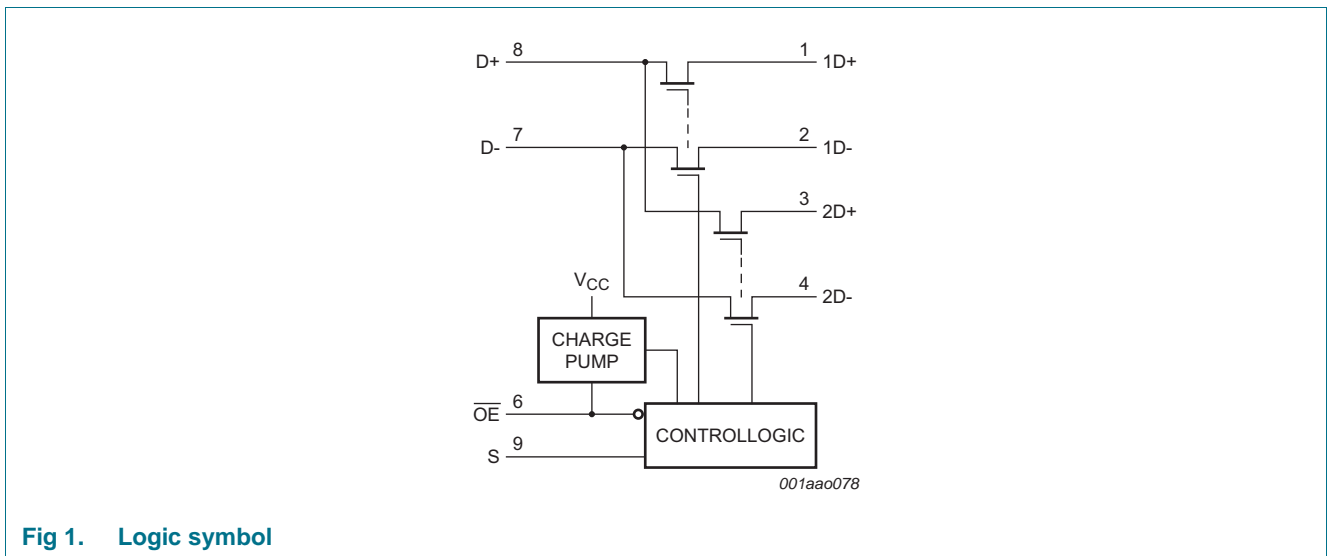 D+ 8 1 1D+
D- 7 2 1D-
3 2D+
4 2D-
VCC
CHARGE
PUMP
OE 6
CONTROLLOGIC
S 9
001aao078
Fig 1. Logic symbol